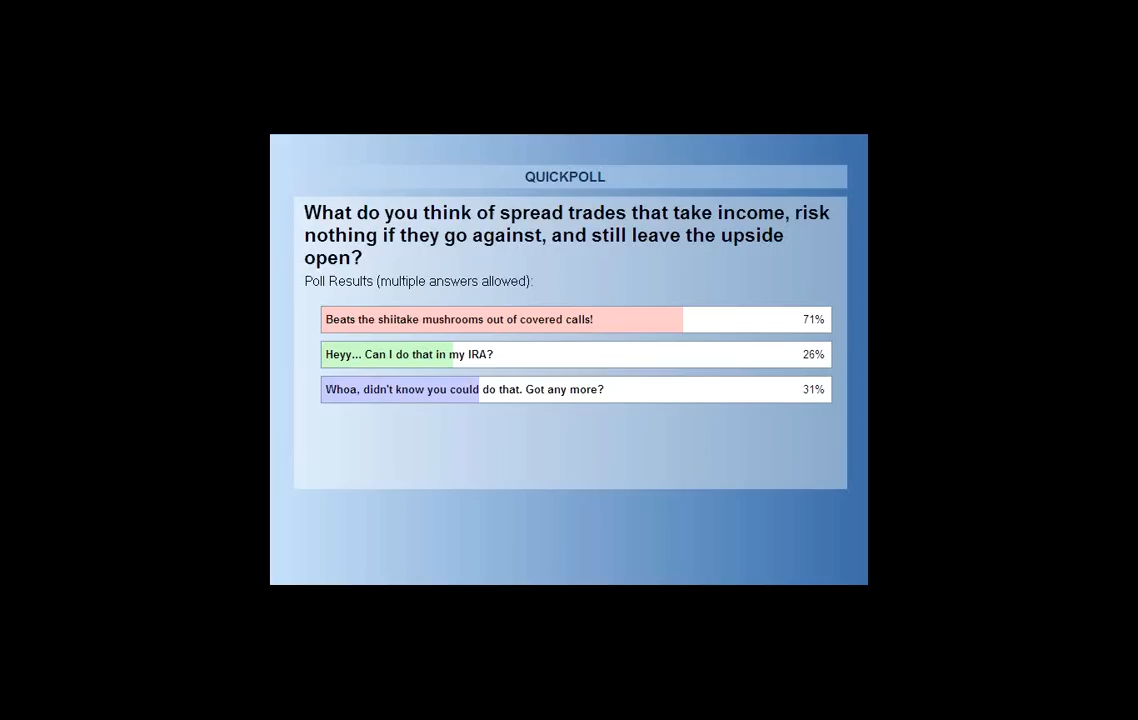 QUICKPOLL
What do you think of spread trades that take income, risk
nothing if they go against, and still leave the upside
open?
Poll Results (multiple answers allowed):
Beats the shiitake mushrooms out of covered calls! 71%
Heyy... Can I do that in my IRA? 26%
Whoa, didn't know you could do that. Got any more? 31%